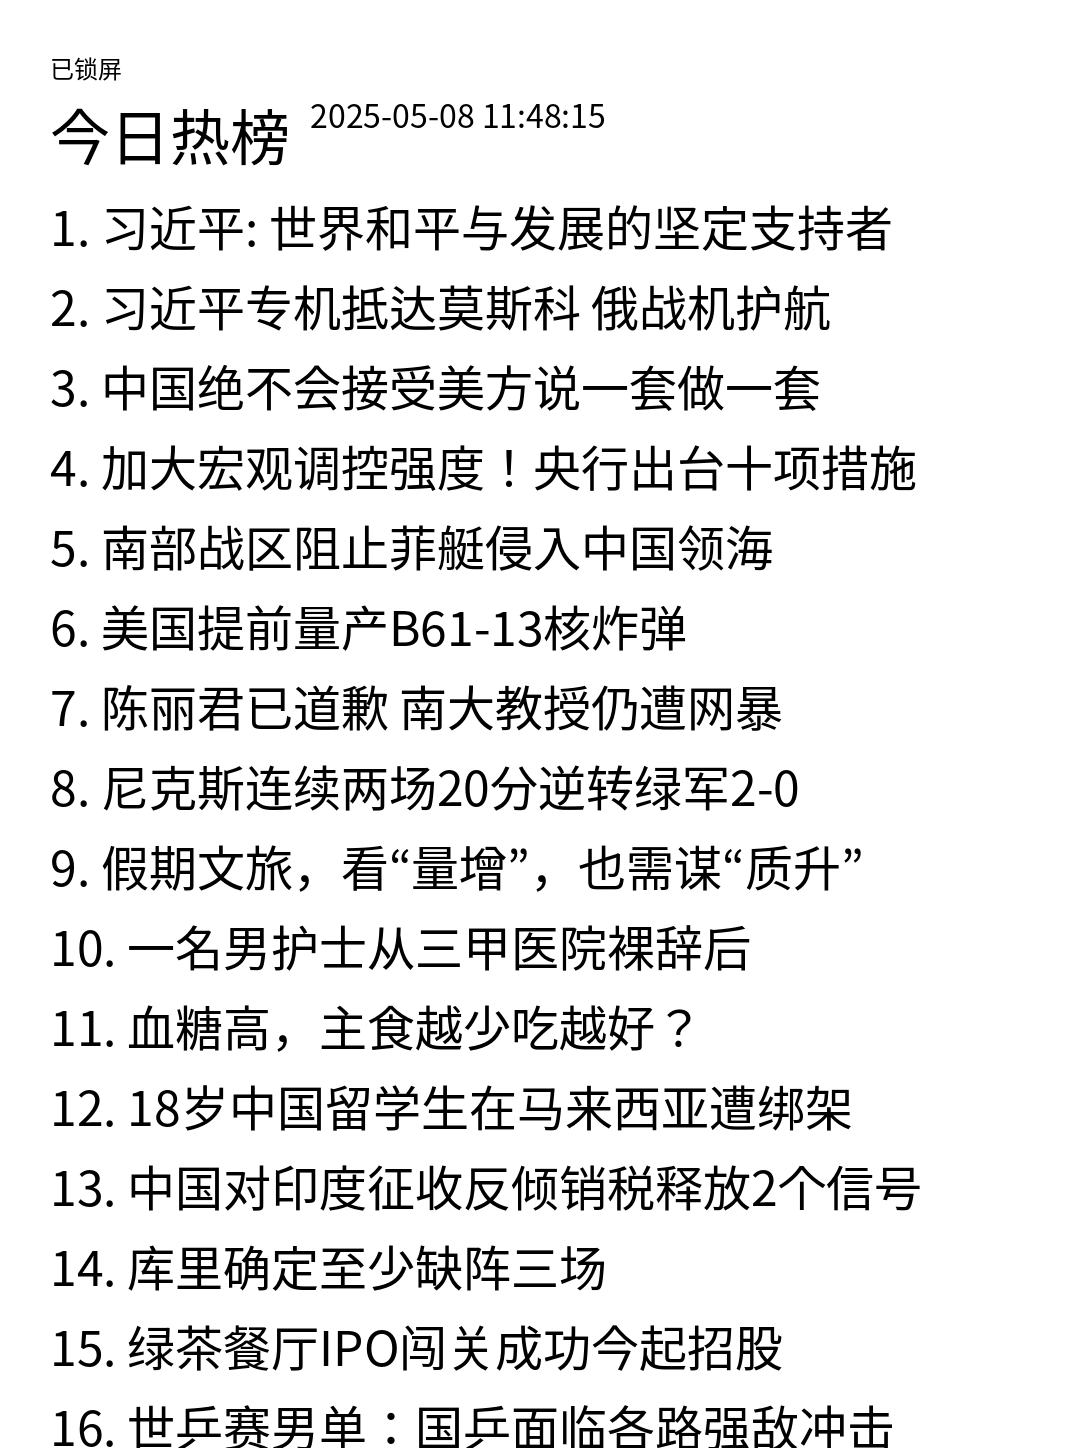 已锁屏
今日热榜 2025-05-08 11:48:15
1. 习近平: 世界和平与发展的坚定支持者
2. 习近平专机抵达莫斯科 俄战机护航
3. 中国绝不会接受美方说一套做一套
4. 加大宏观调控强度！央行出台十项措施
5. 南部战区阻止菲艇侵入中国领海
6. 美国提前量产B61-13核炸弹
7. 陈丽君已道歉 南大教授仍遭网暴
8. 尼克斯连续两场20分逆转绿军2-0
9. 假期文旅，看“量增”，也需谋“质升”
10. 一名男护士从三甲医院裸辞后
11. 血糖高，主食越少吃越好？
12. 18岁中国留学生在马来西亚遭绑架
13. 中国对印度征收反倾销税释放2个信号
14. 库里确定至少缺阵三场
15. 绿茶餐厅IPO闯关成功今起招股
16. 世乒赛男单：国乒面临各路强敌冲击